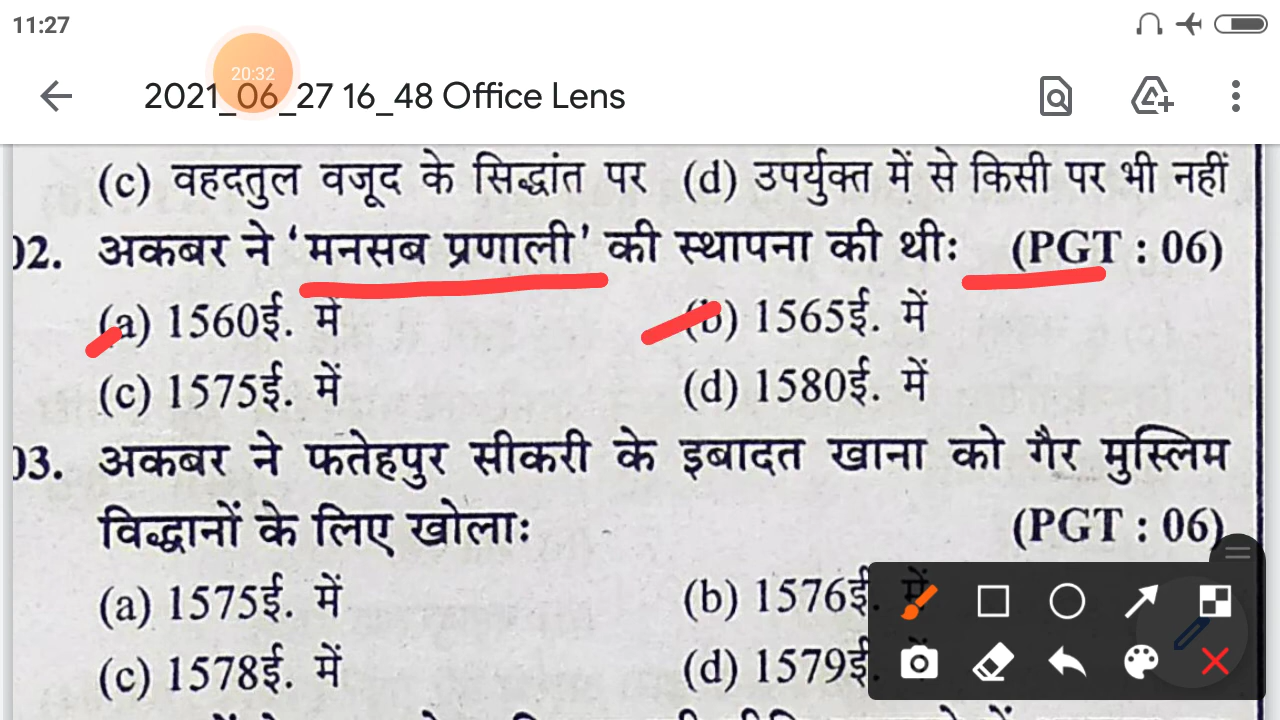 11:27
20:32
2021_06_27 16_48 Office Lens
(c) वहदतुल वजूद के सिद्धांत पर (d) उपर्युक्त में से किसी पर भी नहीं
02. अकबर ने ‘मनसब प्रणाली’ की स्थापना की थीः (PGT : 06)
(a) 1560ई. में (b) 1565ई. में
(c) 1575ई. में (d) 1580ई. में
03. अकबर ने फतेहपुर सीकरी के इबादत खाना को गैर मुस्लिम
विद्धानों के लिए खोलाः (PGT : 06)
(a) 1575ई. में (b) 1576ई. में
(c) 1578ई. में (d) 1579ई.